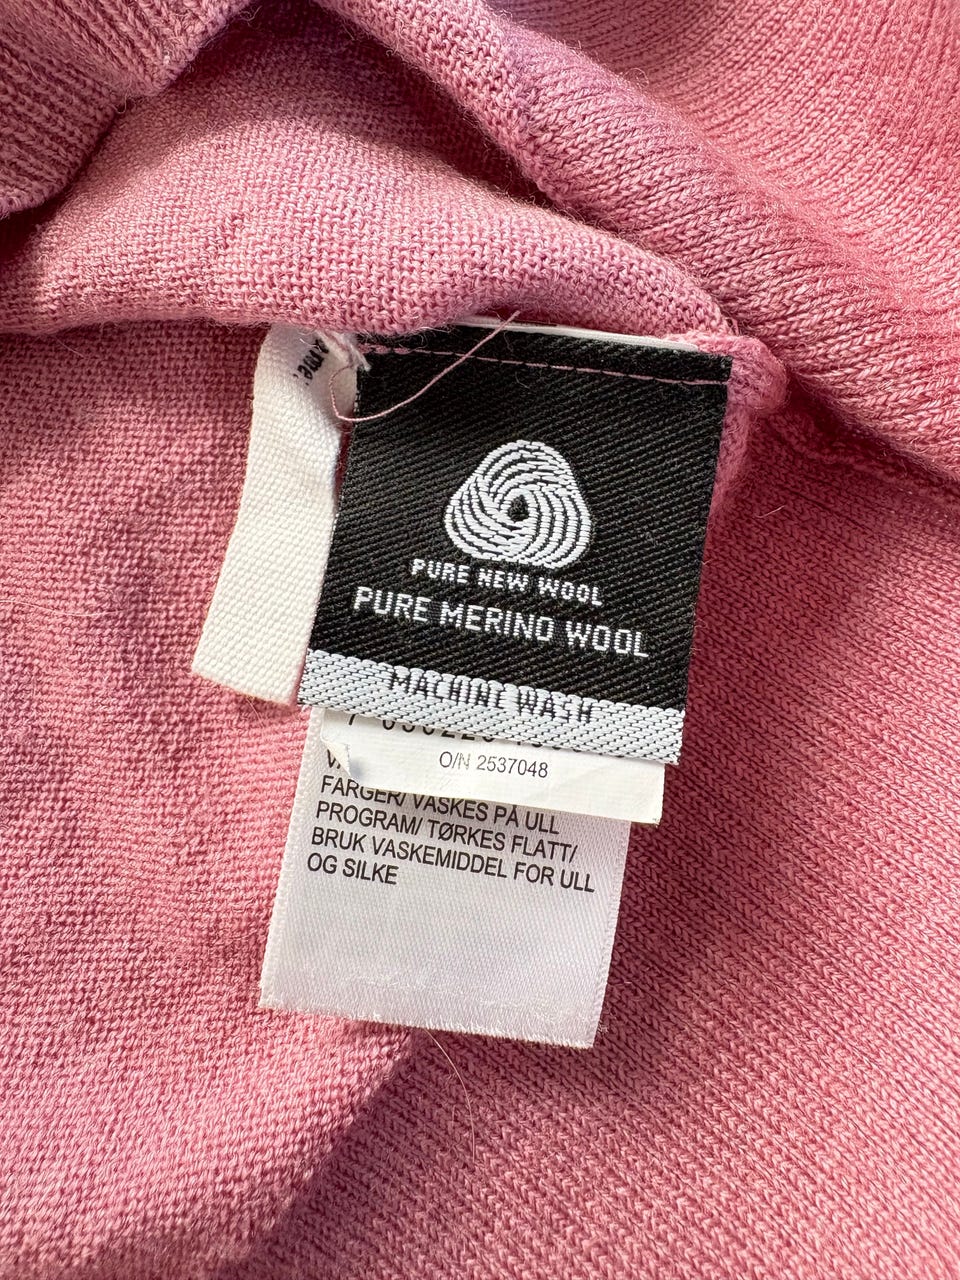 PURE NEW WOOL
PURE MERINO WOOL
MACHINE WASH
O/N 2537048
FARGER/ VASKES PÅ ULL
PROGRAM/ TØRKES FLATT/
BRUK VASKEMIDDEL FOR ULL
OG SILKE